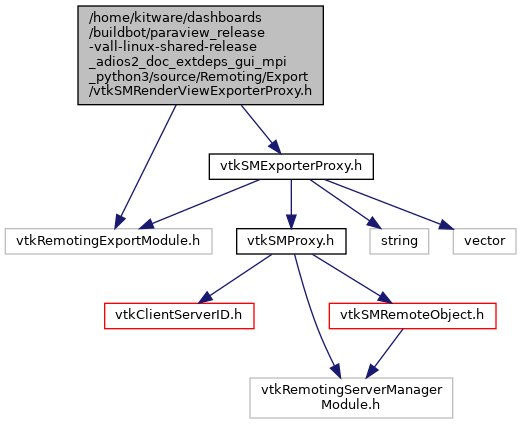 /home/kitware/dashboards
/buildbot/paraview_release
-vall-linux-shared-release
_adios2_doc_extdeps_gui_mpi
_python3/source/Remoting/Export
/vtkSMRenderViewExporterProxy.h
vtkSMExporterProxy.h
vtkRemotingExportModule.h
vtkSMProxy.h
string
vector
vtkClientServerID.h
vtkSMRemoteObject.h
vtkRemotingServerManager
Module.h